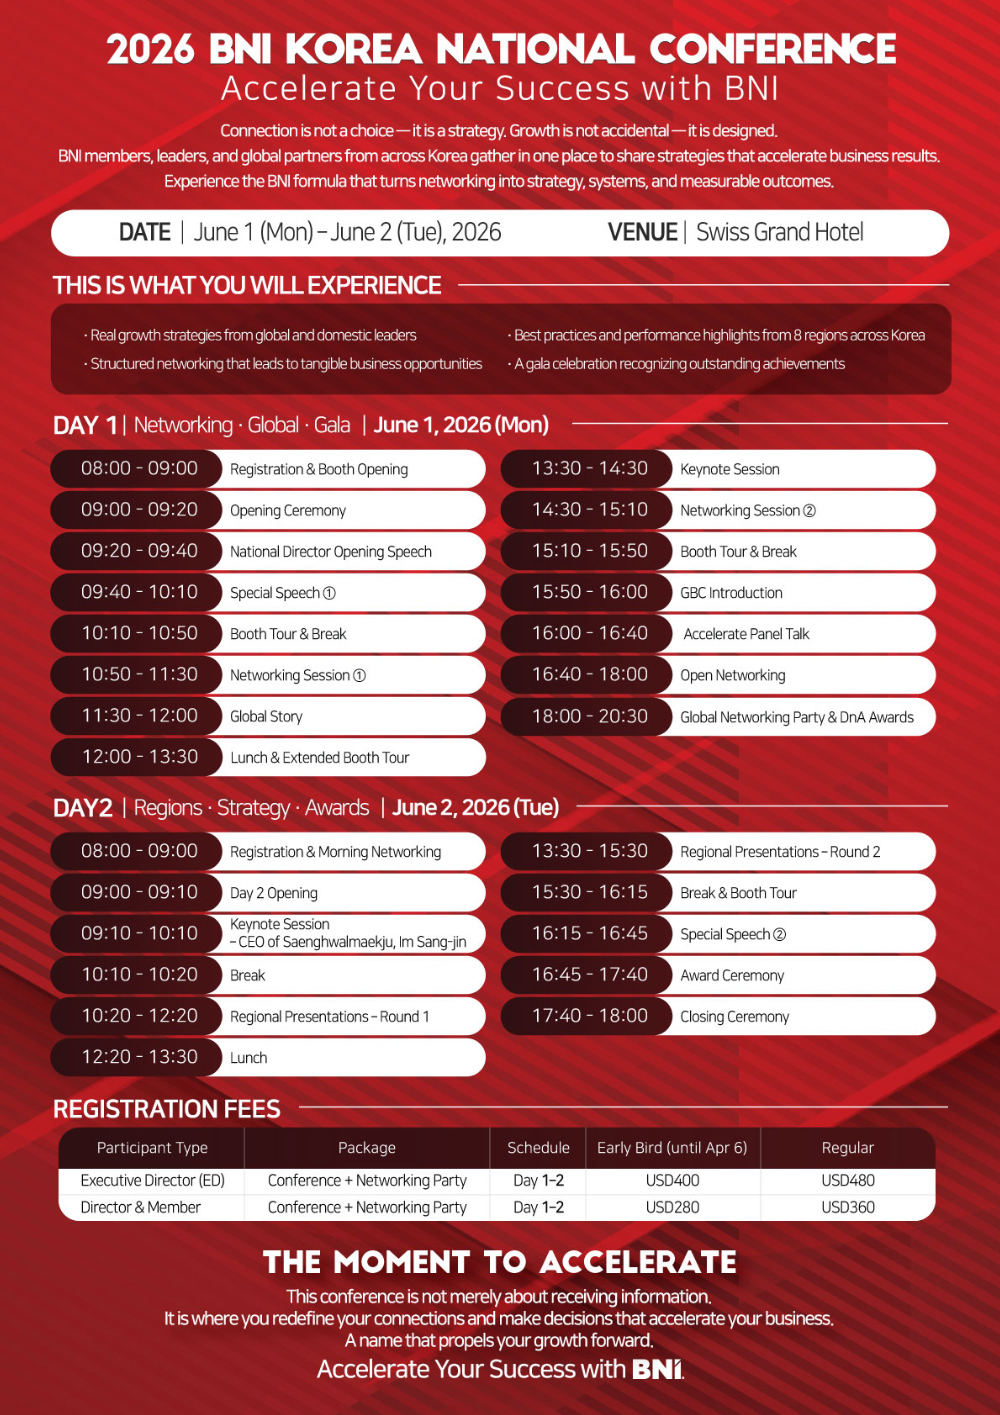 2026 BNI KOREA NATIONAL CONFERENCE
Accelerate Your Success with BNI
Connection is not a choice — it is a strategy. Growth is not accidental — it is designed.
BNI members, leaders, and global partners from across Korea gather in one place to share strategies that accelerate business results.
Experience the BNI formula that turns networking into strategy, systems, and measurable outcomes.
DATE | June 1 (Mon) – June 2 (Tue), 2026 VENUE | Swiss Grand Hotel
THIS IS WHAT YOU WILL EXPERIENCE
· Real growth strategies from global and domestic leaders
· Structured networking that leads to tangible business opportunities
· Best practices and performance highlights from 8 regions across Korea
· A gala celebration recognizing outstanding achievements
DAY 1 | Networking · Global · Gala | June 1, 2026 (Mon)
08:00 - 09:00 Registration & Booth Opening
09:00 - 09:20 Opening Ceremony
09:20 - 09:40 National Director Opening Speech
09:40 - 10:10 Special Speech ①
10:10 - 10:50 Booth Tour & Break
10:50 - 11:30 Networking Session ①
11:30 - 12:00 Global Story
12:00 - 13:30 Lunch & Extended Booth Tour
13:30 - 14:30 Keynote Session
14:30 - 15:10 Networking Session ②
15:10 - 15:50 Booth Tour & Break
15:50 - 16:00 GBC Introduction
16:00 - 16:40 Accelerate Panel Talk
16:40 - 18:00 Open Networking
18:00 - 20:30 Global Networking Party & DnA Awards
DAY2 | Regions · Strategy · Awards | June 2, 2026 (Tue)
08:00 - 09:00 Registration & Morning Networking
09:00 - 09:10 Day 2 Opening
09:10 - 10:10 Keynote Session
– CEO of Saenghwalmaekju, Im Sang-jin
10:10 - 10:20 Break
10:20 - 12:20 Regional Presentations – Round 1
12:20 - 13:30 Lunch
13:30 - 15:30 Regional Presentations – Round 2
15:30 - 16:15 Break & Booth Tour
16:15 - 16:45 Special Speech ②
16:45 - 17:40 Award Ceremony
17:40 - 18:00 Closing Ceremony
REGISTRATION FEES
Participant Type Package Schedule Early Bird (until Apr 6) Regular
Executive Director (ED) Conference + Networking Party Day 1–2 USD400 USD480
Director & Member Conference + Networking Party Day 1–2 USD280 USD360
THE MOMENT TO ACCELERATE
This conference is not merely about receiving information.
It is where you redefine your connections and make decisions that accelerate your business.
A name that propels your growth forward.
Accelerate Your Success with BNI.